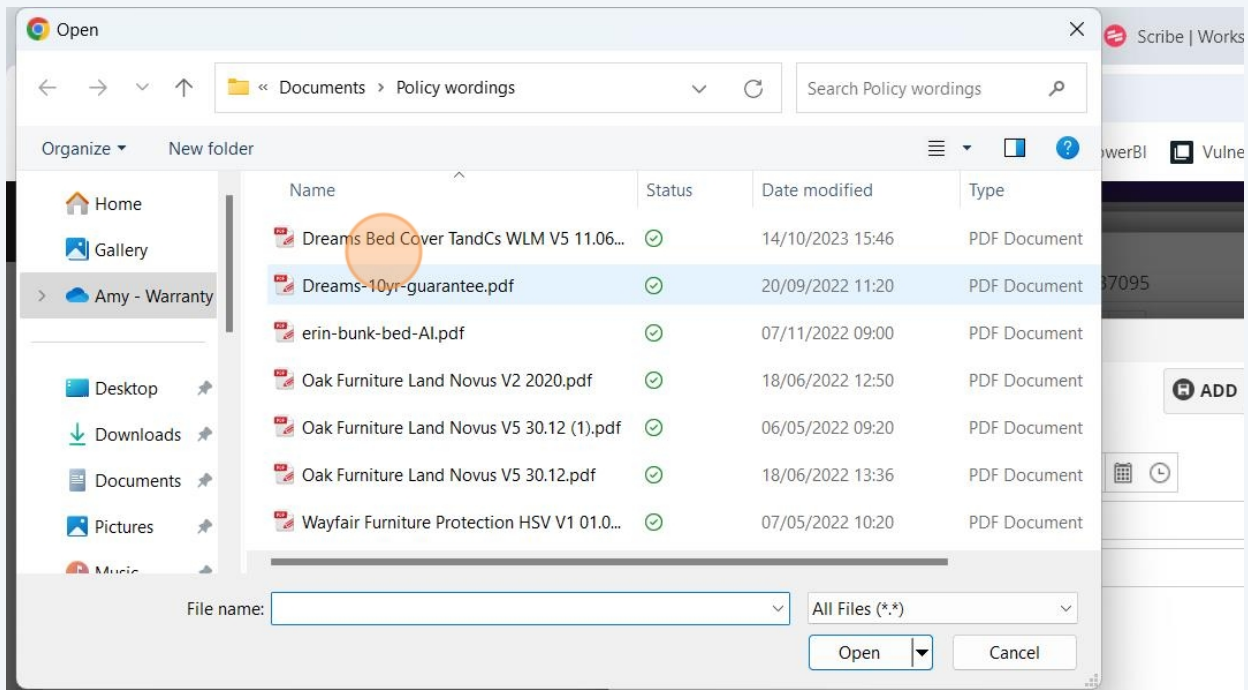 Open
Scribe | Works
« Documents > Policy wordings
Search Policy wordings
Organize
New folder
werBI
Vulne
Home
Gallery
Amy - Warranty
Desktop
Downloads
Documents
Pictures
Music
Name Status Date modified Type
Dreams Bed Cover TandCs WLM V5 11.06... 14/10/2023 15:46 PDF Document
Dreams-10yr-guarantee.pdf 20/09/2022 11:20 PDF Document
erin-bunk-bed-AI.pdf 07/11/2022 09:00 PDF Document
Oak Furniture Land Novus V2 2020.pdf 18/06/2022 12:50 PDF Document
Oak Furniture Land Novus V5 30.12 (1).pdf 06/05/2022 09:20 PDF Document
Oak Furniture Land Novus V5 30.12.pdf 18/06/2022 13:36 PDF Document
Wayfair Furniture Protection HSV V1 01.0... 07/05/2022 10:20 PDF Document
37095
ADD
File name:
All Files (*.*)
Open
Cancel